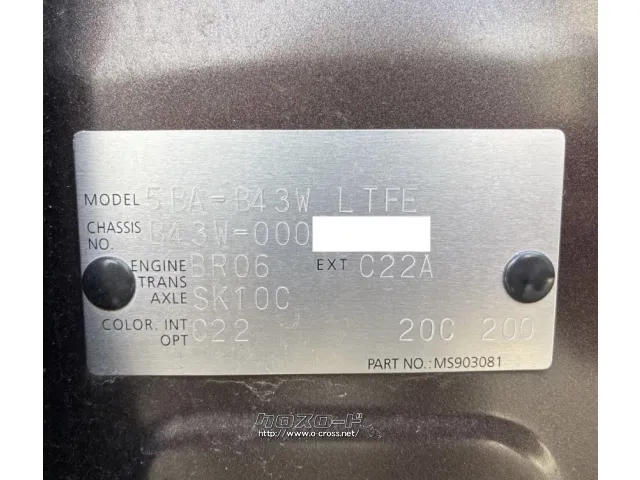 MODEL 5BA-B43W LTFE
CHASSIS NO. B43W-000
ENGINE BR06 EXT C22A
TRANS AXLE SK10C
COLOR. INT C22 20C 200
OPT
PART NO.: MS903081
クロスロード
http://www.o-cross.net/